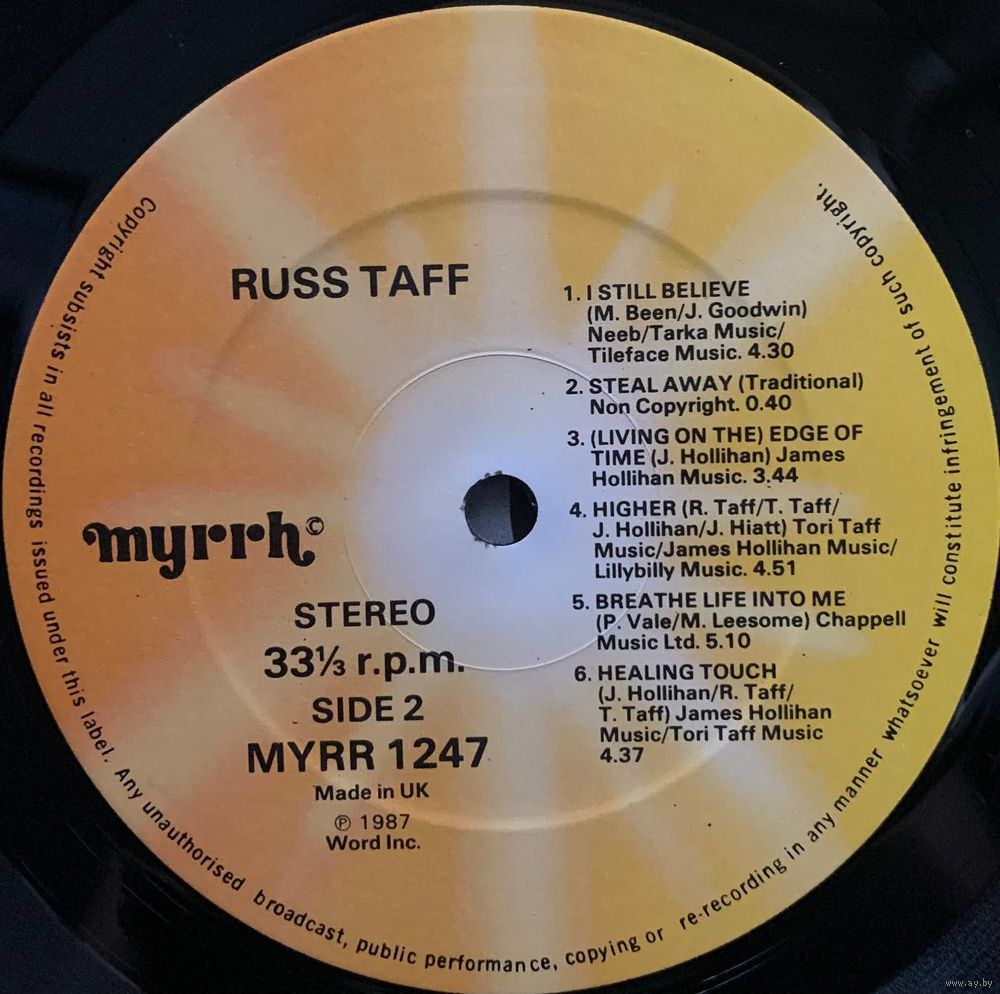 RUSS TAFF
myrrh©
STEREO
33⅓ r.p.m.
SIDE 2
MYRR 1247
Made in UK
℗ 1987
Word Inc.
1. I STILL BELIEVE
(M. Been/J. Goodwin)
Neeb/Tarka Music/
Tileface Music. 4.30
2. STEAL AWAY (Traditional)
Non Copyright. 0.40
3. (LIVING ON THE) EDGE OF
TIME (J. Hollihan) James
Hollihan Music. 3.44
4. HIGHER (R. Taff/T. Taff/
J. Hollihan/J. Hiatt) Tori Taff
Music/James Hollihan Music/
Lillybilly Music. 4.51
5. BREATHE LIFE INTO ME
(P. Vale/M. Leesome) Chappell
Music Ltd. 5.10
6. HEALING TOUCH
(J. Hollihan/R. Taff/
T. Taff) James Hollihan
Music/Tori Taff Music
4.37
Copyright subsists in all recordings issued under this label. Any unauthorised broadcast, public performance, copying or re-recording in any manner whatsoever will constitute infringement of such copyright.
www.ay.by